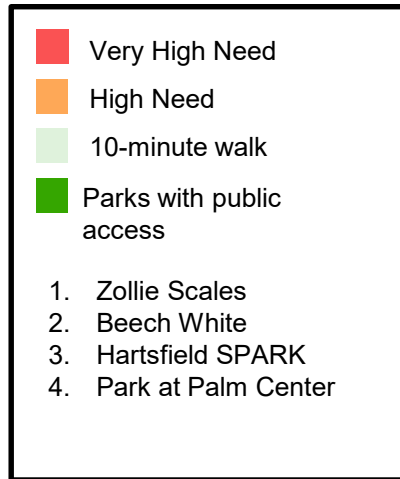 Very High Need
High Need
10-minute walk
Parks with public
access
1. Zollie Scales
2. Beech White
3. Hartsfield SPARK
4. Park at Palm Center